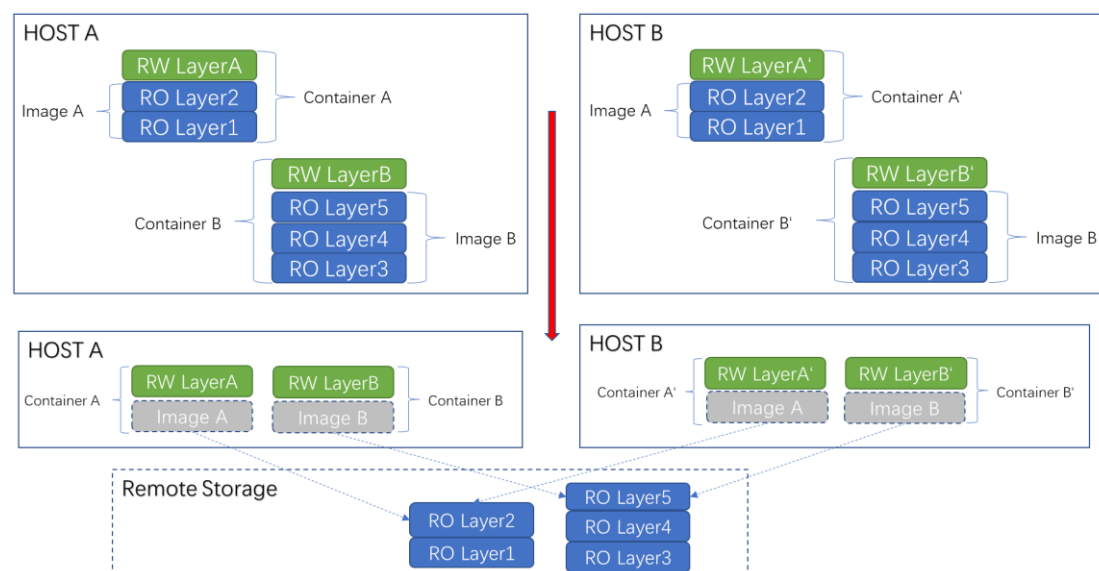 HOST A
RW LayerA
RO Layer2
RO Layer1
Image A
Container A
RW LayerB
RO Layer5
RO Layer4
RO Layer3
Container B
Image B
HOST B
RW LayerA‘
RO Layer2
RO Layer1
Image A
Container A'
RW LayerB‘
RO Layer5
RO Layer4
RO Layer3
Container B‘
Image B
HOST A
Container A
RW LayerA
Image A
RW LayerB
Image B
Container B
HOST B
Container A‘
RW LayerA‘
Image A
RW LayerB‘
Image B
Container B‘
Remote Storage
RO Layer2
RO Layer1
RO Layer5
RO Layer4
RO Layer3